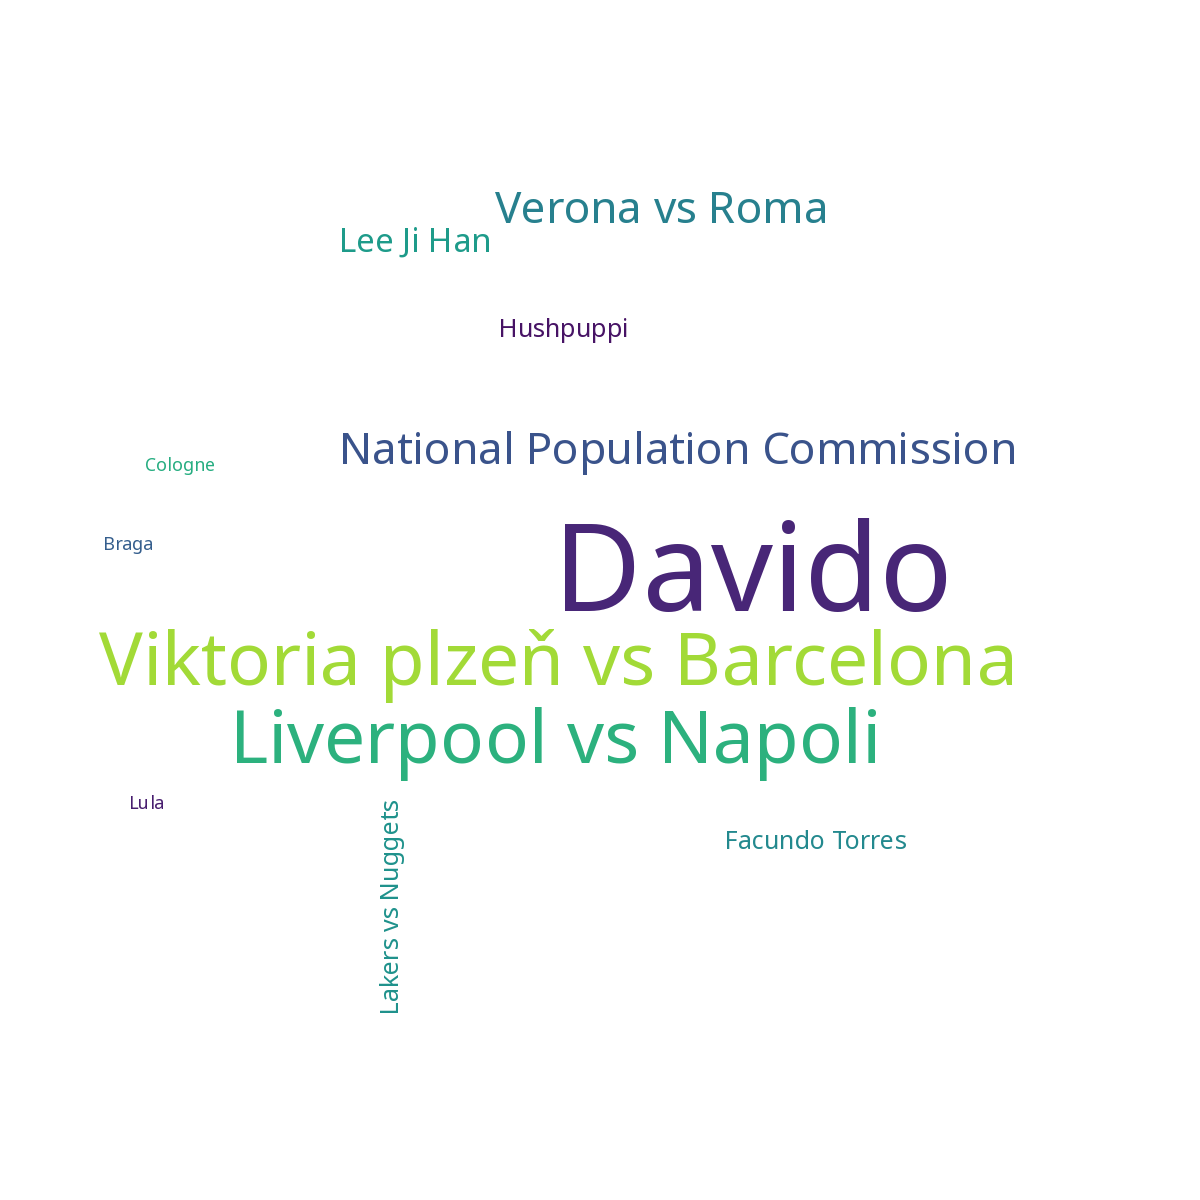 Verona vs Roma
Lee Ji Han
Hushpuppi
National Population Commission
Cologne
Davido
Braga
Viktoria plzeň vs Barcelona
Liverpool vs Napoli
Lula
Lakers vs Nuggets
Facundo Torres